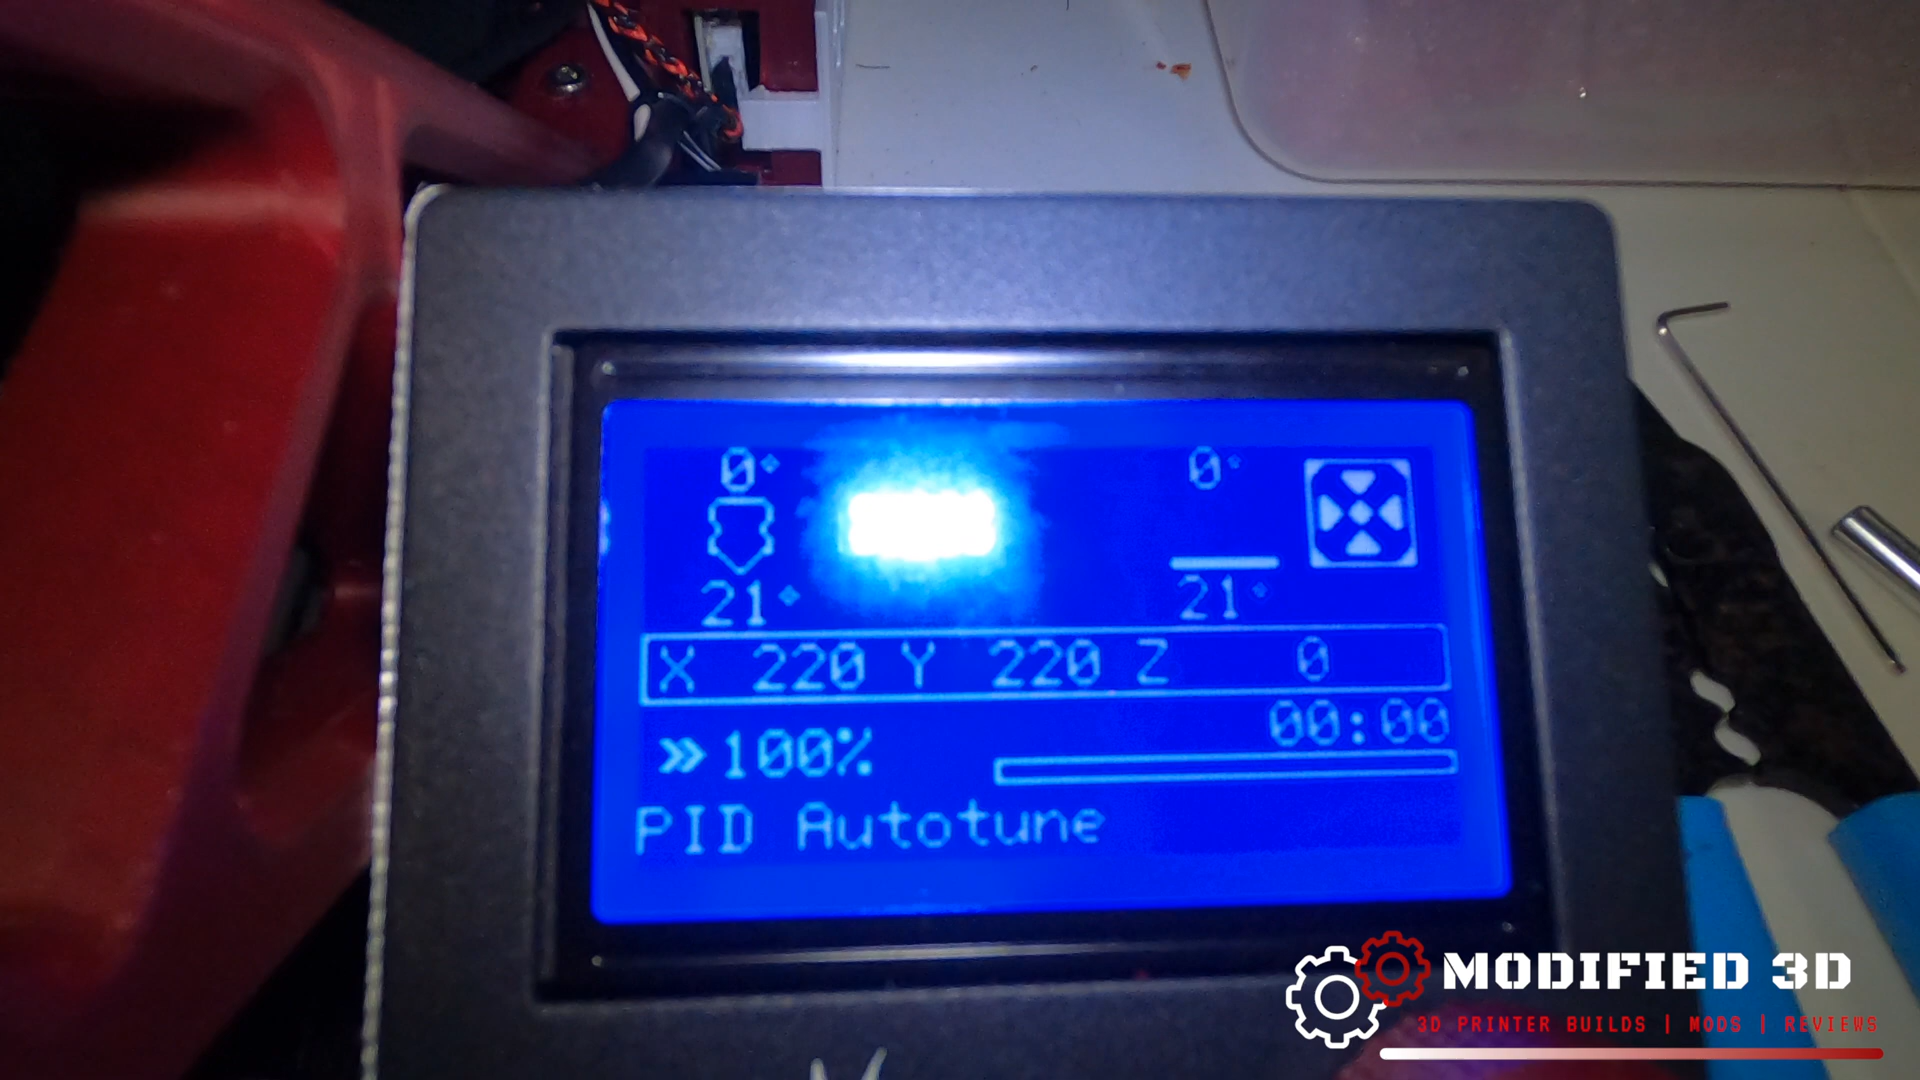 0° 0°
21° 21°
X 220 Y 220 Z 0
00:00
»100%
PID Autotune
MODIFIED 3D
3D PRINTER BUILDS | MODS | REVIEWS